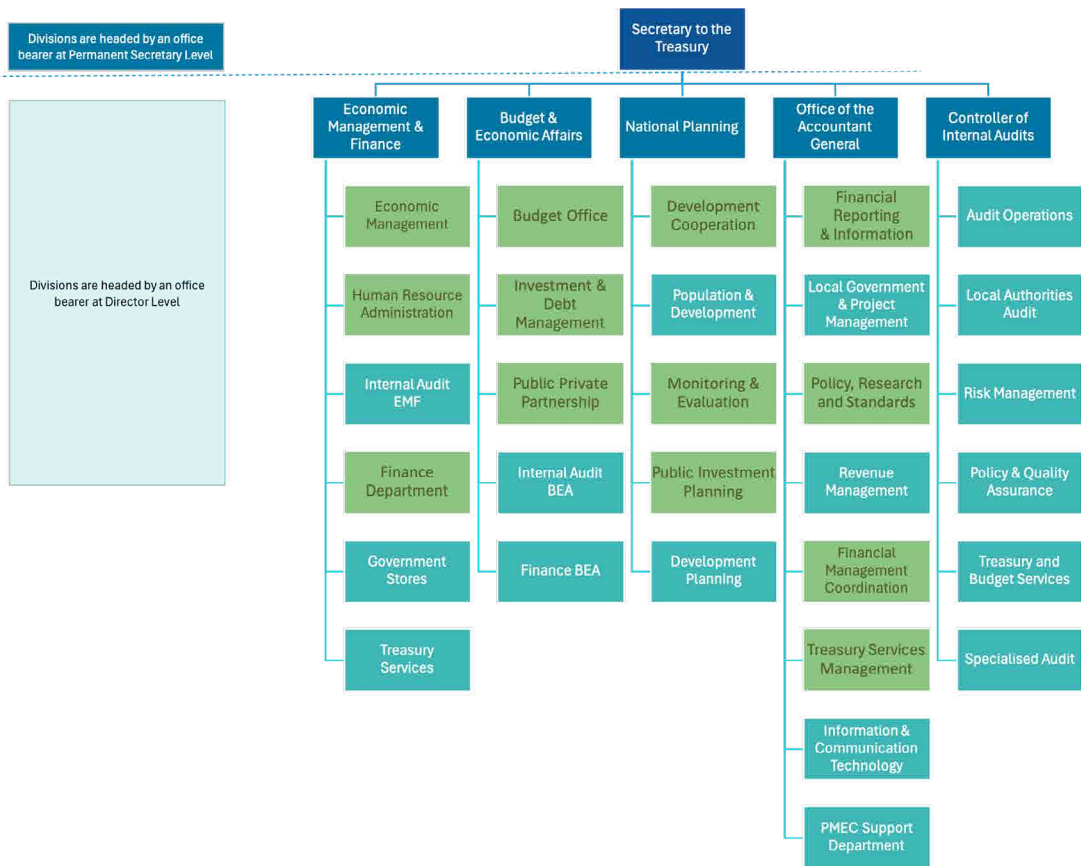 Divisions are headed by an office
bearer at Permanent Secretary Level
Secretary to the
Treasury
Divisions are headed by an office
bearer at Director Level
Economic
Management &
Finance
Economic
Management
Human Resource
Administration
Internal Audit
EMF
Finance
Department
Government
Stores
Treasury
Services
Budget &
Economic Affairs
Budget Office
Investment &
Debt
Management
Public Private
Partnership
Internal Audit
BEA
Finance BEA
National Planning
Development
Cooperation
Population &
Development
Monitoring &
Evaluation
Public Investment
Planning
Development
Planning
Office of the
Accountant
General
Financial
Reporting
& Information
Local Government
& Project
Management
Policy, Research
and Standards
Revenue
Management
Financial
Management
Coordination
Treasury Services
Management
Information &
Communication
Technology
PMEC Support
Department
Controller of
Internal Audits
Audit Operations
Local Authorities
Audit
Risk Management
Policy & Quality
Assurance
Treasury and
Budget Services
Specialised Audit